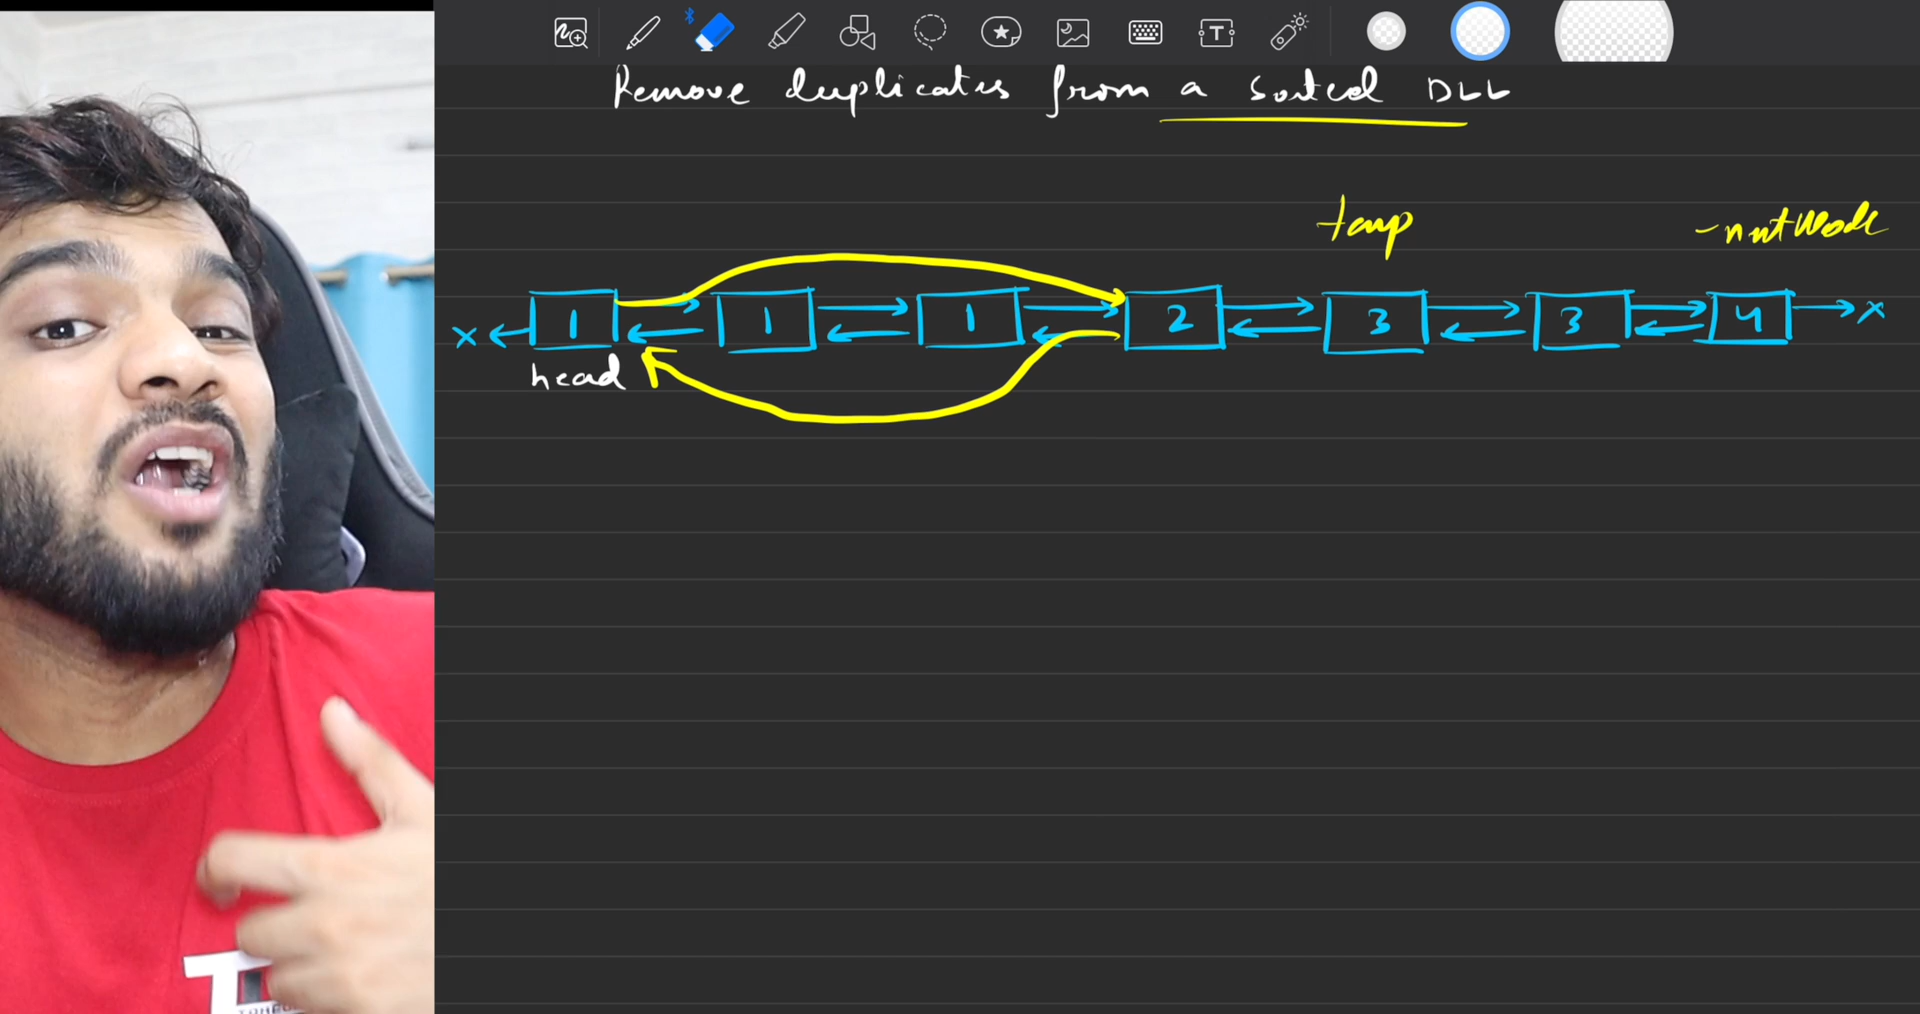 Remove duplicates from a sorted DLL
temp nextNode
x 1 1 1 2 3 3 4 x
head